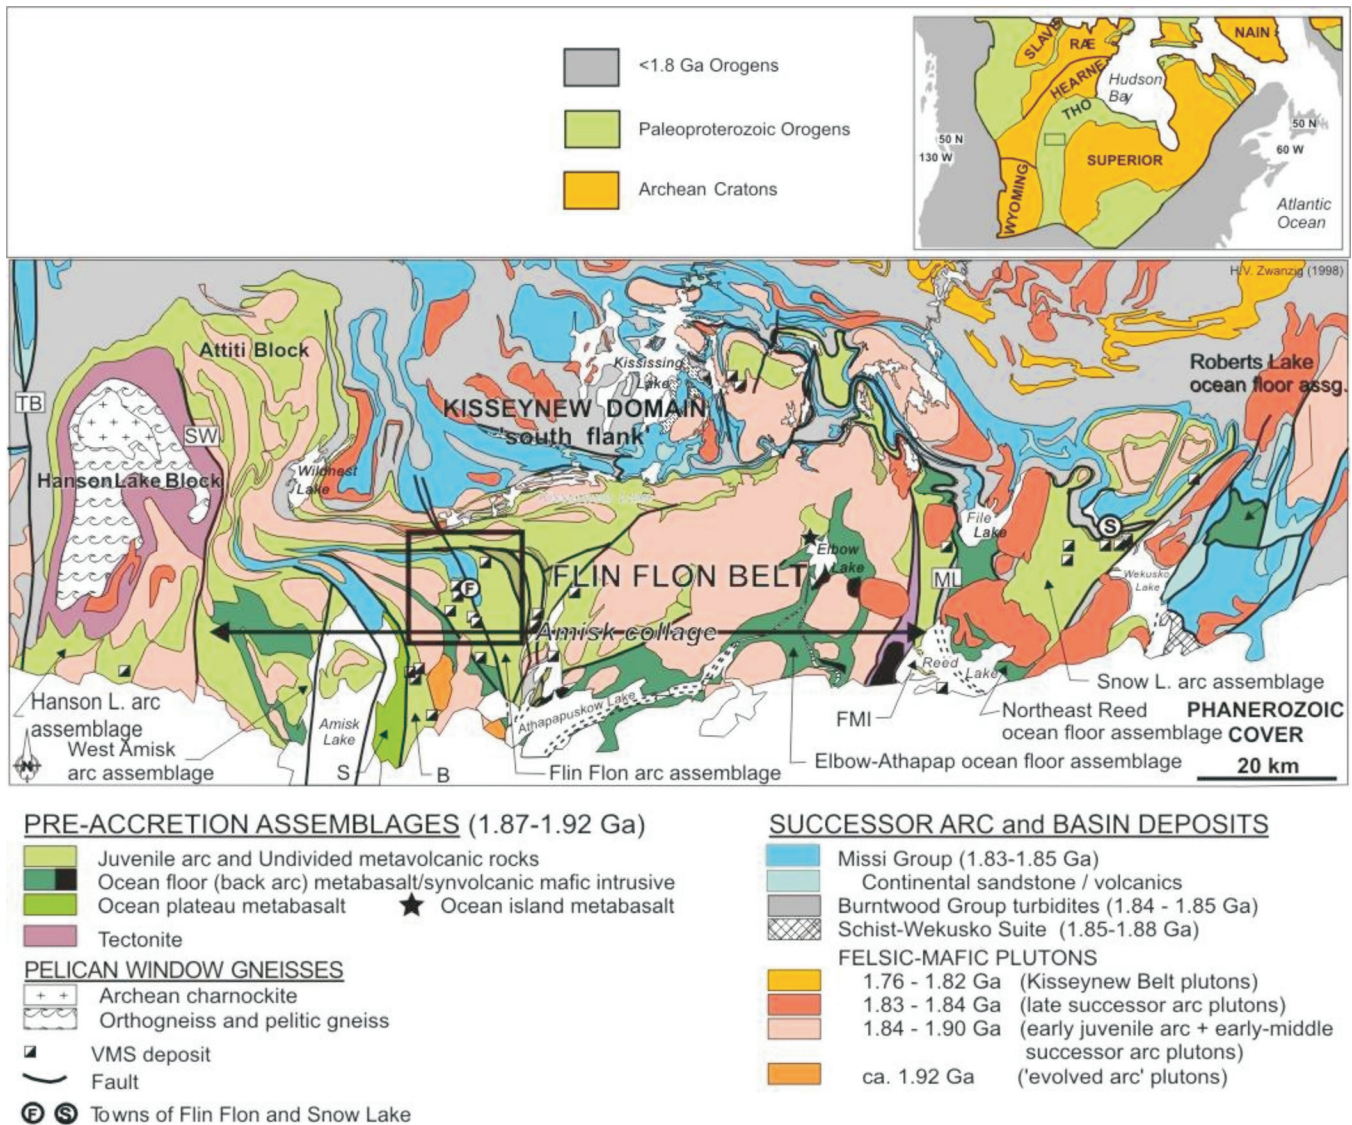 <1.8 Ga Orogens
Paleoproterozoic Orogens
Archean Cratons
SLAVE
RAE
HEARNE
NAIN
Hudson
Bay
THO
50 N
130 W
SUPERIOR
WYOMING
50 N
60 W
Atlantic
Ocean
H.V. Zwanzig (1998)
Attiti Block
TB
SW
Hanson Lake Block
Wildnest
Lake
Kississing
Lake
KISSEYNEW DOMAIN
'south flank'
Roberts Lake
ocean floor assg.
File
Lake
S
Elbow
Lake
FLIN FLON BELT
F
ML
Wekusko
Lake
Amisk collage
Reed
Lake
Hanson L. arc
assemblage
West Amisk
arc assemblage
Amisk
Lake
S
B
Athapapuskow Lake
Flin Flon arc assemblage
FMI
Elbow-Athapap ocean floor assemblage
Northeast Reed
ocean floor assemblage
Snow L. arc assemblage
PHANEROZOIC
COVER
20 km
N
PRE-ACCRETION ASSEMBLAGES (1.87-1.92 Ga)
Juvenile arc and Undivided metavolcanic rocks
Ocean floor (back arc) metabasalt/synvolcanic mafic intrusive
Ocean plateau metabasalt
Ocean island metabasalt
Tectonite
PELICAN WINDOW GNEISSES
Archean charnockite
Orthogneiss and pelitic gneiss
VMS deposit
Fault
F S Towns of Flin Flon and Snow Lake
SUCCESSOR ARC and BASIN DEPOSITS
Missi Group (1.83-1.85 Ga)
Continental sandstone / volcanics
Burntwood Group turbidites (1.84 - 1.85 Ga)
Schist-Wekusko Suite (1.85-1.88 Ga)
FELSIC-MAFIC PLUTONS
1.76 - 1.82 Ga (Kisseynew Belt plutons)
1.83 - 1.84 Ga (late successor arc plutons)
1.84 - 1.90 Ga (early juvenile arc + early-middle
successor arc plutons)
ca. 1.92 Ga ('evolved arc' plutons)